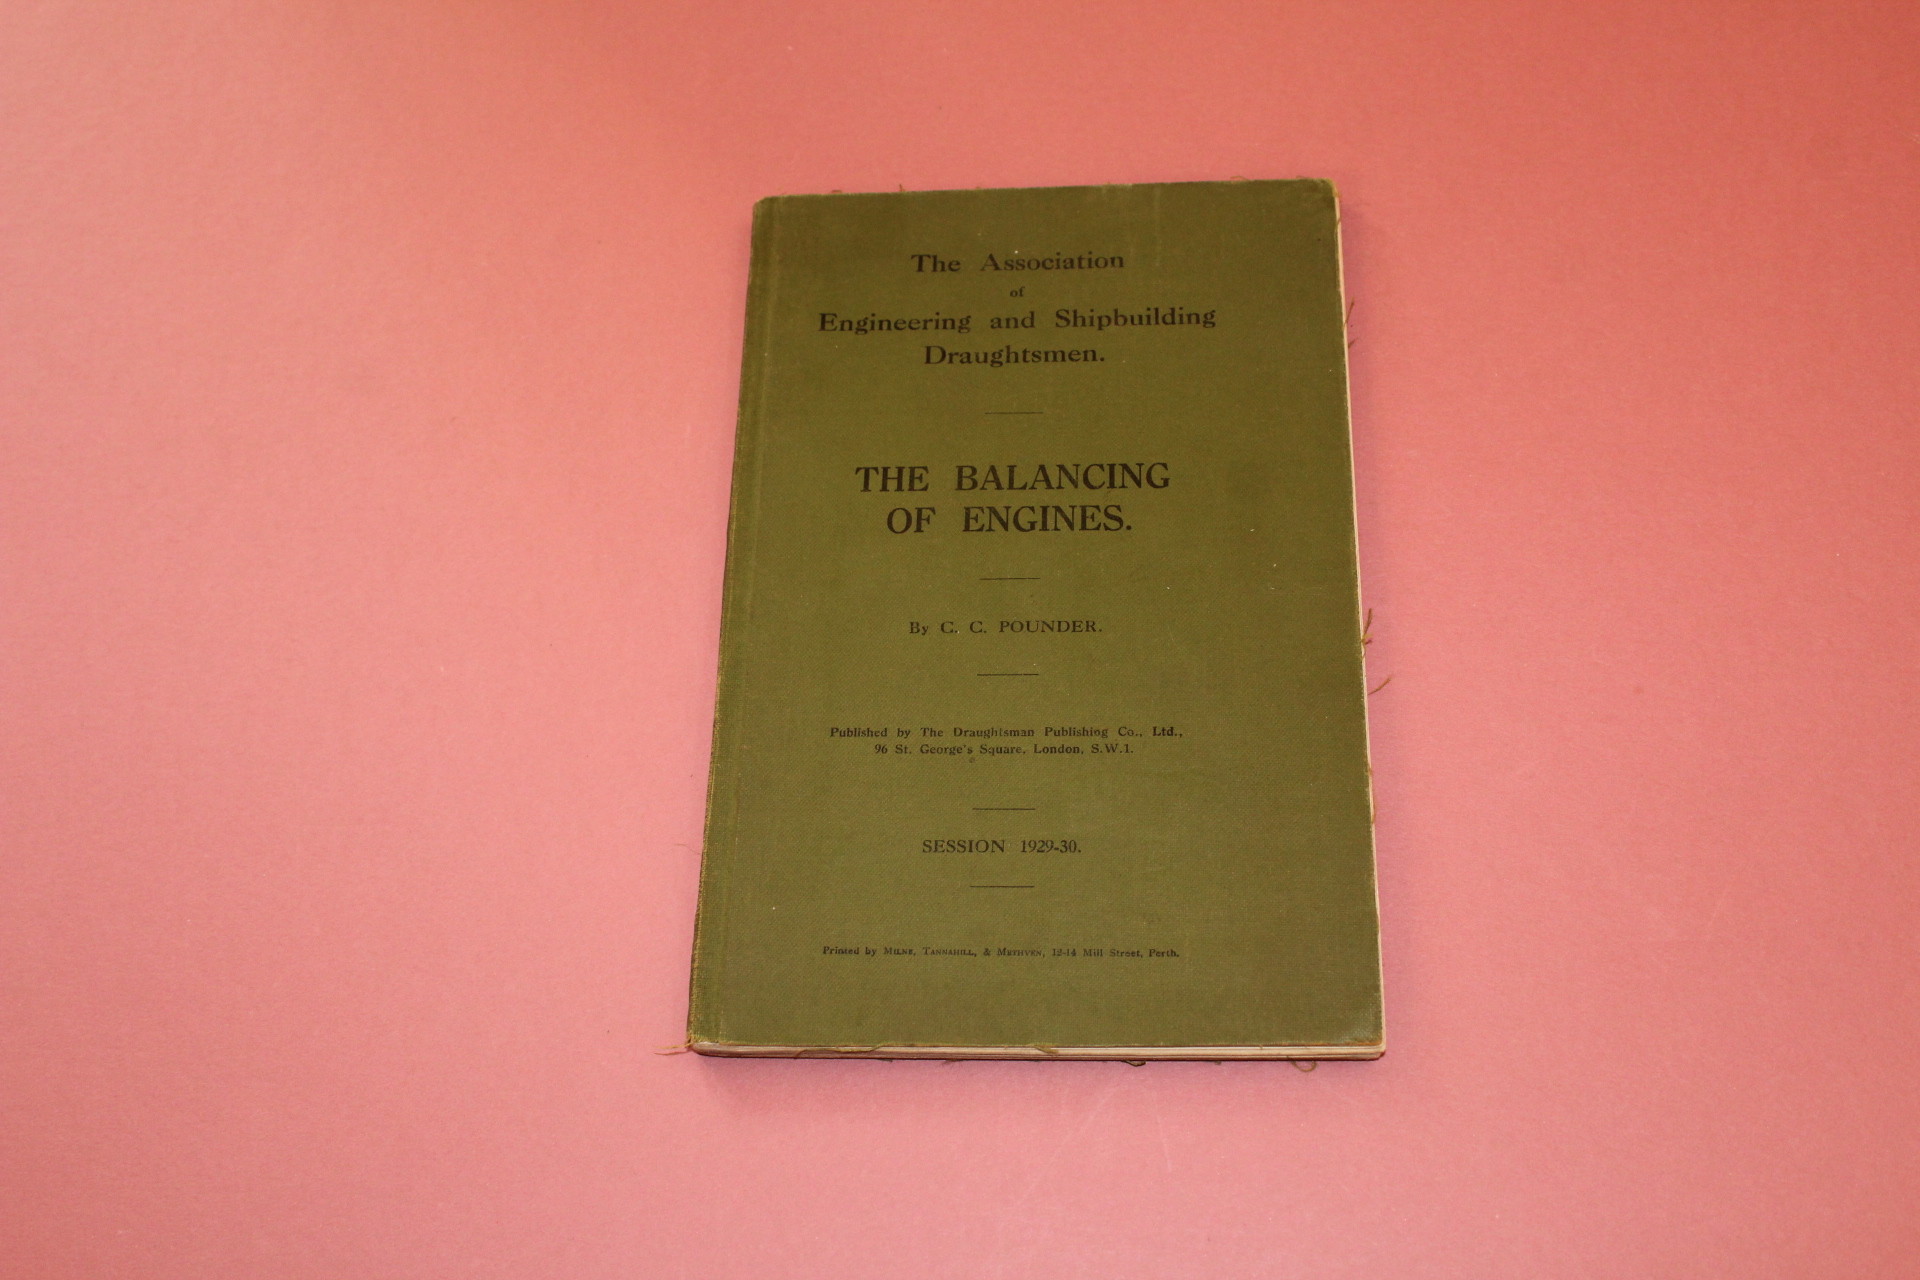 The Association
of
Engineering and Shipbuilding
Draughtsmen.
THE BALANCING
OF ENGINES.
By C. C. POUNDER.
Published by The Draughtsman Publishing Co., Ltd.,
96 St. George's Square, London, S.W.1.
SESSION 1929-30.
Printed by MILNE, TANNAHILL, & METHVEN, 12-14 Mill Street, Perth.